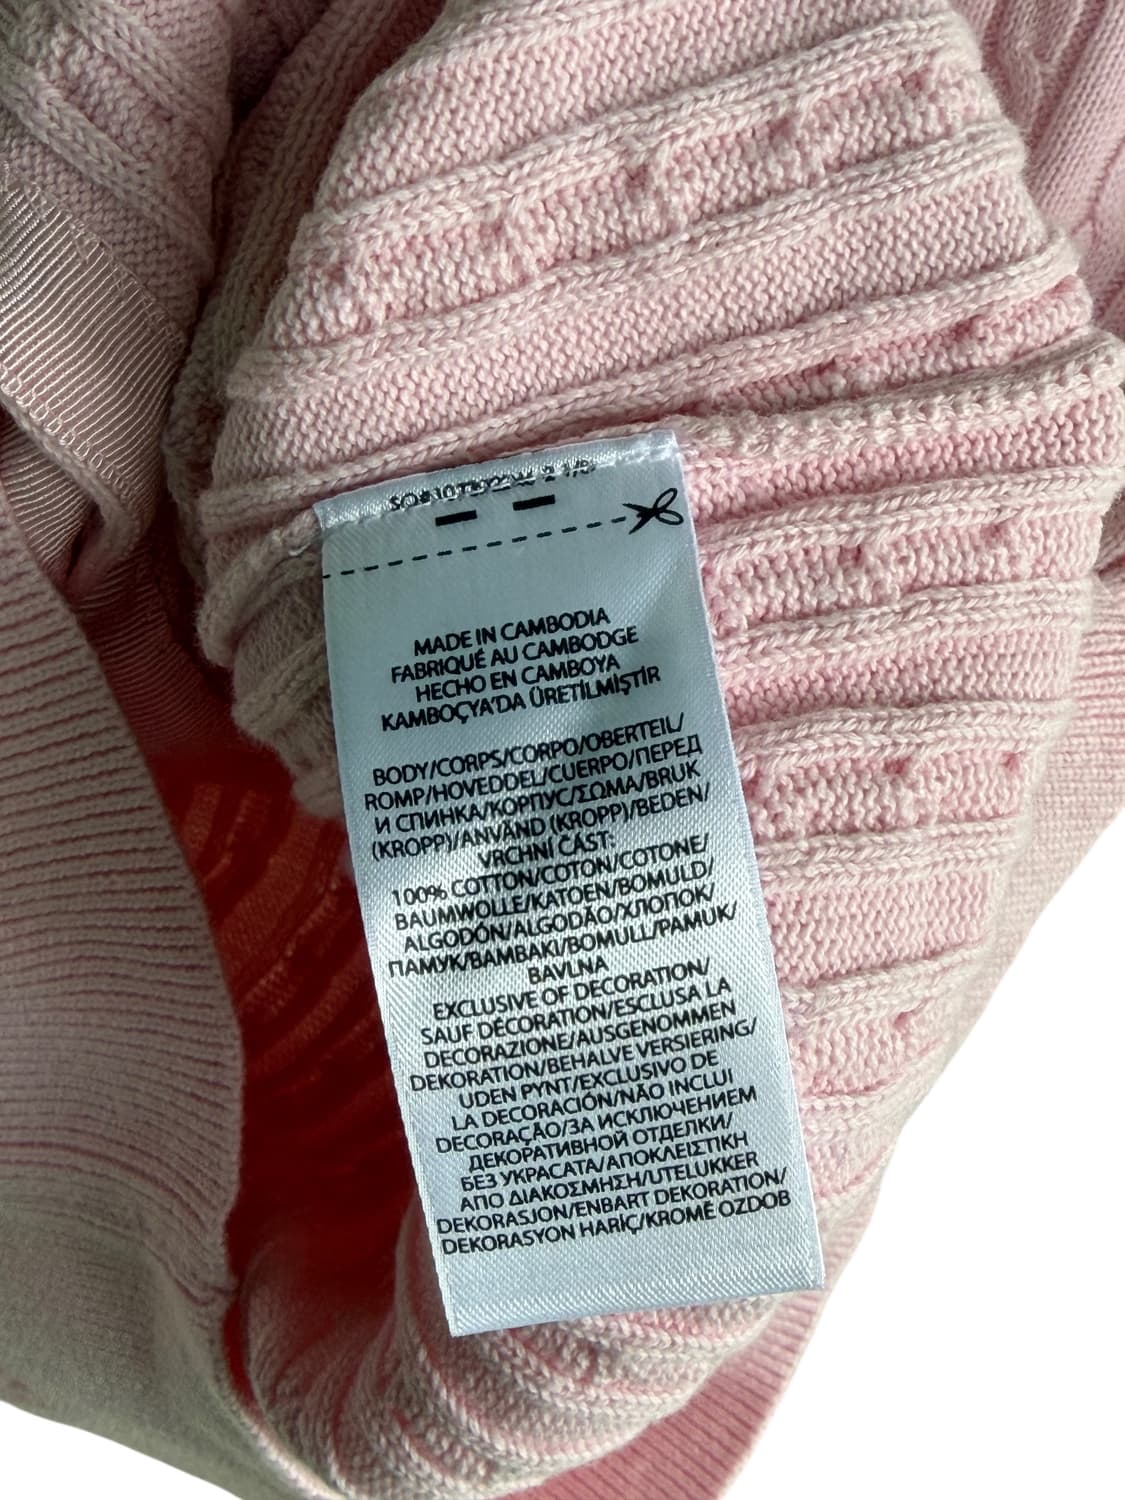 MADE IN CAMBODIA
FABRIQUÉ AU CAMBODGE
HECHO EN CAMBOYA
KAMBOÇYA'DA ÜRETİLMİŞTİR
BODY/CORPS/CORPO/OBERTEIL/
ROMP/HOVEDDEL/CUERPO/ПЕРЕД
И СПИНКА/КОРПУС/ΣΩΜΑ/BRUK
(KROPP)/ANVÄND (KROPP)/BEDEN/
VRCHNÍ ČÁST:
100% COTTON/COTON/COTONE/
BAUMWOLLE/KATOEN/BOMULD/
ALGODÓN/ALGODÃO/ХЛОПОК/
ПАМУК/BAMBAKI/BOMULL/PAMUK/
BAVLNA
EXCLUSIVE OF DECORATION/
SAUF DÉCORATION/ESCLUSA LA
DECORAZIONE/AUSGENOMMEN
DEKORATION/BEHALVE VERSIERING/
UDEN PYNT/EXCLUSIVO DE
LA DECORACIÓN/NÃO INCLUI
DECORAÇÃO/ЗА ИСКЛЮЧЕНИЕМ
ДЕКОРАТИВНОЙ ОТДЕЛКИ/
БЕЗ УКРАСАТА/ΑΠΟΚΛΕΙΣΤΙΚΗ
ΑΠΟ ΔΙΑΚΟΣΜΗΣΗ/UTELUKKER
DEKORASJON/ENBART DEKORATION/
DEKORASYON HARİÇ/KROMĚ OZDOB